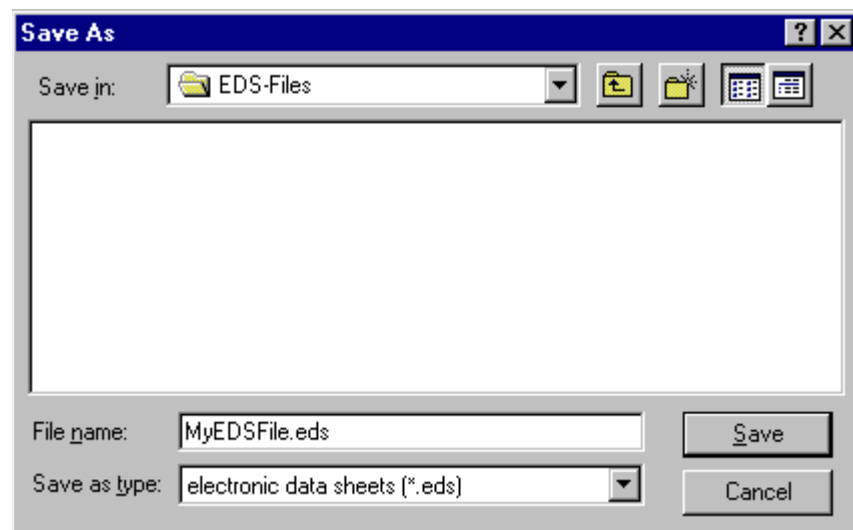 Save As
Save in: EDS-Files
File name: MyEDSFile.eds
Save
Save as type: electronic data sheets (*.eds)
Cancel